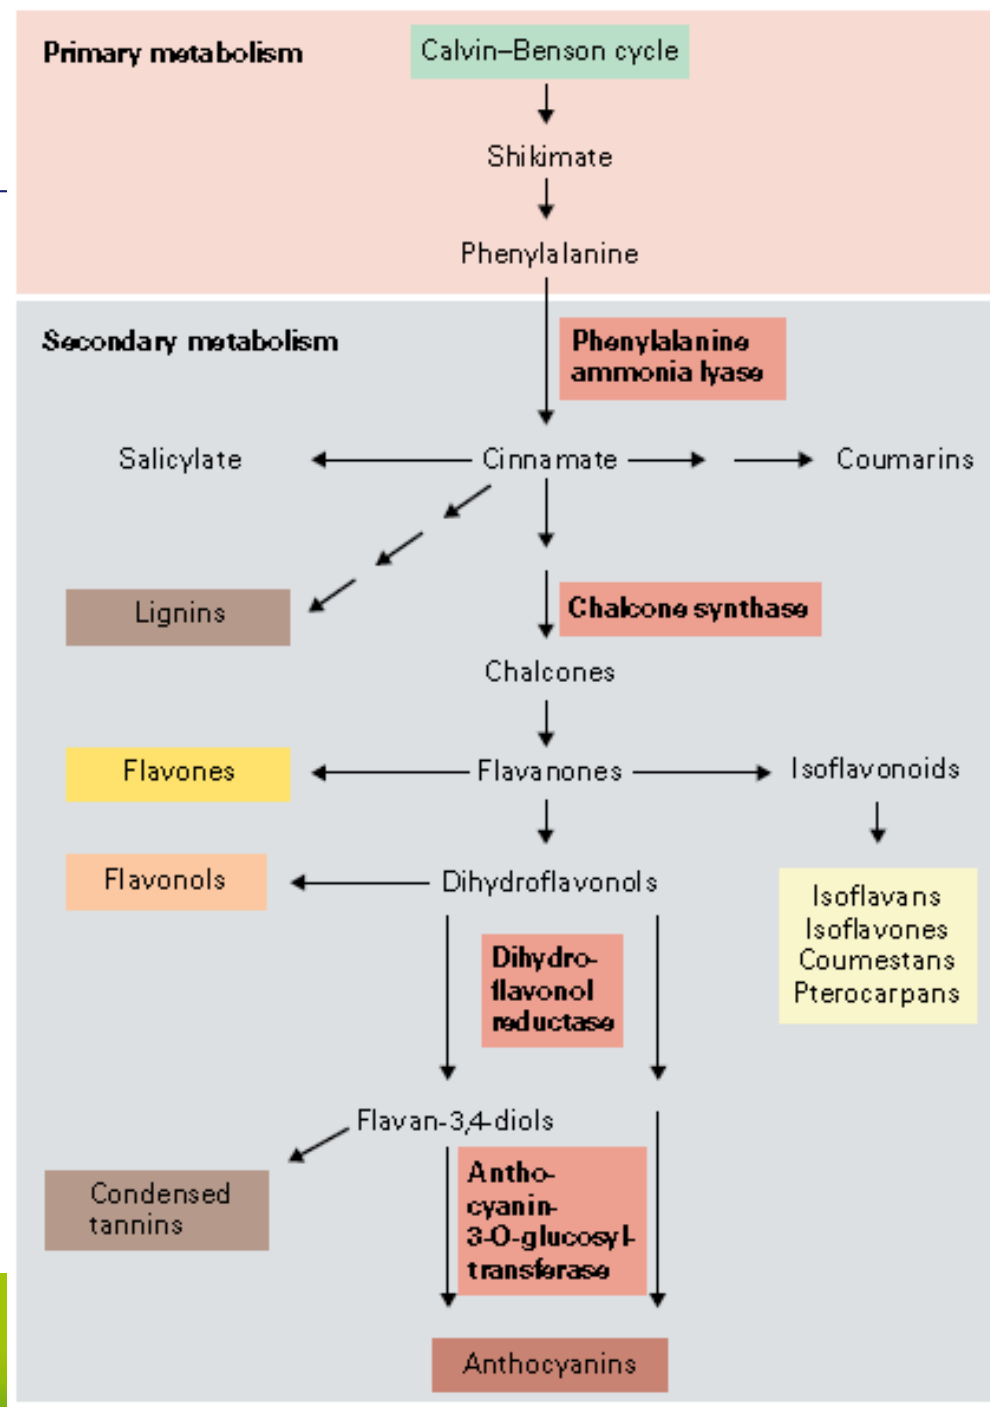 Primary metabolism
Calvin–Benson cycle
Shikimate
Phenylalanine
Secondary metabolism
Phenylalanine
ammonia lyase
Salicylate
Cinnamate
Coumarins
Lignins
Chalcone synthase
Chalcones
Flavones
Flavanones
Isoflavonoids
Flavonols
Dihydroflavonols
Isoflavans
Isoflavones
Coumestans
Pterocarpans
Dihydro-
flavonol
reductase
Flavan-3,4-diols
Condensed
tannins
Antho-
cyanin-
3-O-glucosyl-
transferase
Anthocyanins